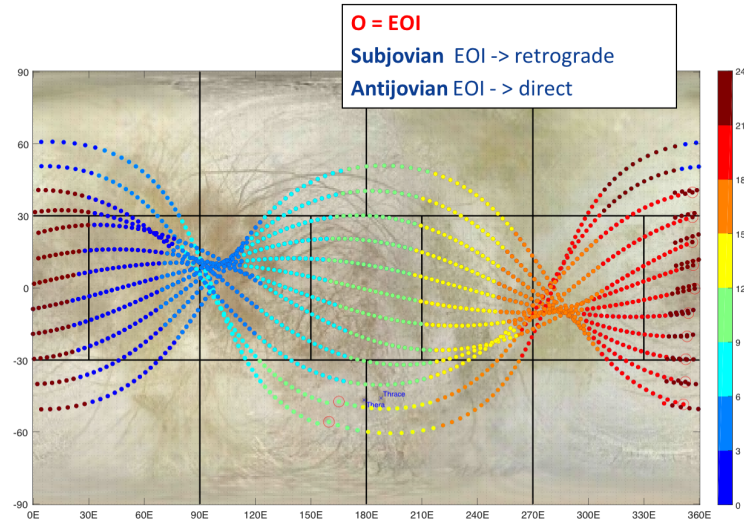 O = EOI
Subjovian EOI -> retrograde
Antijovian EOI - > direct
90
60
30
0
-30
-60
-90
Thrace
Thera
0E 30E 60E 90E 120E 150E 180E 210E 240E 270E 300E 330E 360E
24
21
18
15
12
9
6
3
0